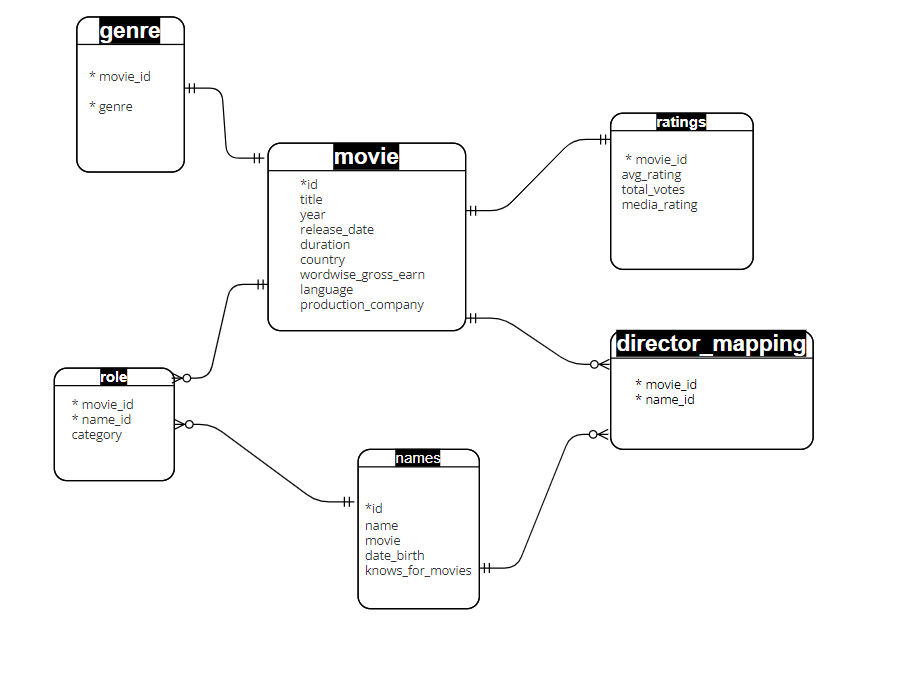 genre
* movie_id
* genre
movie
*id
title
year
release_date
duration
country
wordwise_gross_earn
language
production_company
ratings
* movie_id
avg_rating
total_votes
media_rating
director_mapping
* movie_id
* name_id
role
* movie_id
* name_id
category
names
*id
name
movie
date_birth
knows_for_movies